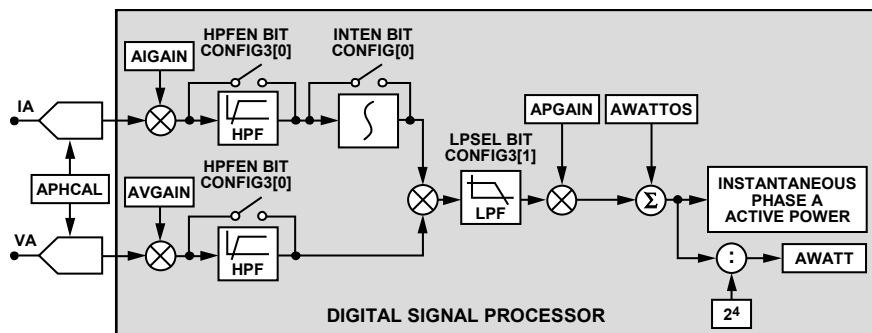 HPFEN BIT
CONFIG3[0]
INTEN BIT
CONFIG[0]
AIGAIN
IA
HPF
LPSEL BIT
CONFIG3[1]
APGAIN
AWATTOS
APHCAL
HPFEN BIT
CONFIG3[0]
AVGAIN
LPF
Σ
INSTANTANEOUS
PHASE A
ACTIVE POWER
VA
HPF
:
AWATT
2⁴
DIGITAL SIGNAL PROCESSOR